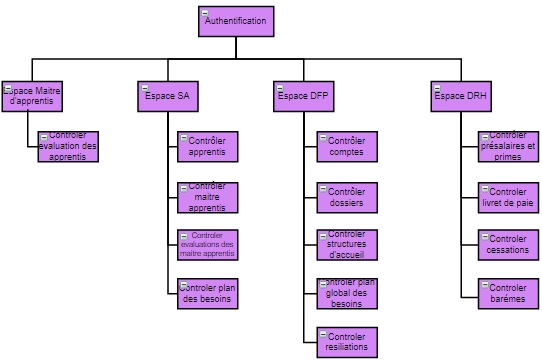 Authentification
Espace Maitre
d'apprentis
Espace SA
Espace DFP
Espace DRH
Controler
evaluation des
apprentis
Contrôler
apprentis
Contrôler
maitre
apprentis
Controler
evaluations des
maitre apprentis
Controler plan
des besoins
Contrôler
comptes
Contrôler
dossiers
Controler
structures
d'accueil
Controler plan
global des
besoins
Controler
resiliations
Contrôler
présalaires et
primes
Controler
livret de paie
Controler
cessations
Controler
barémes